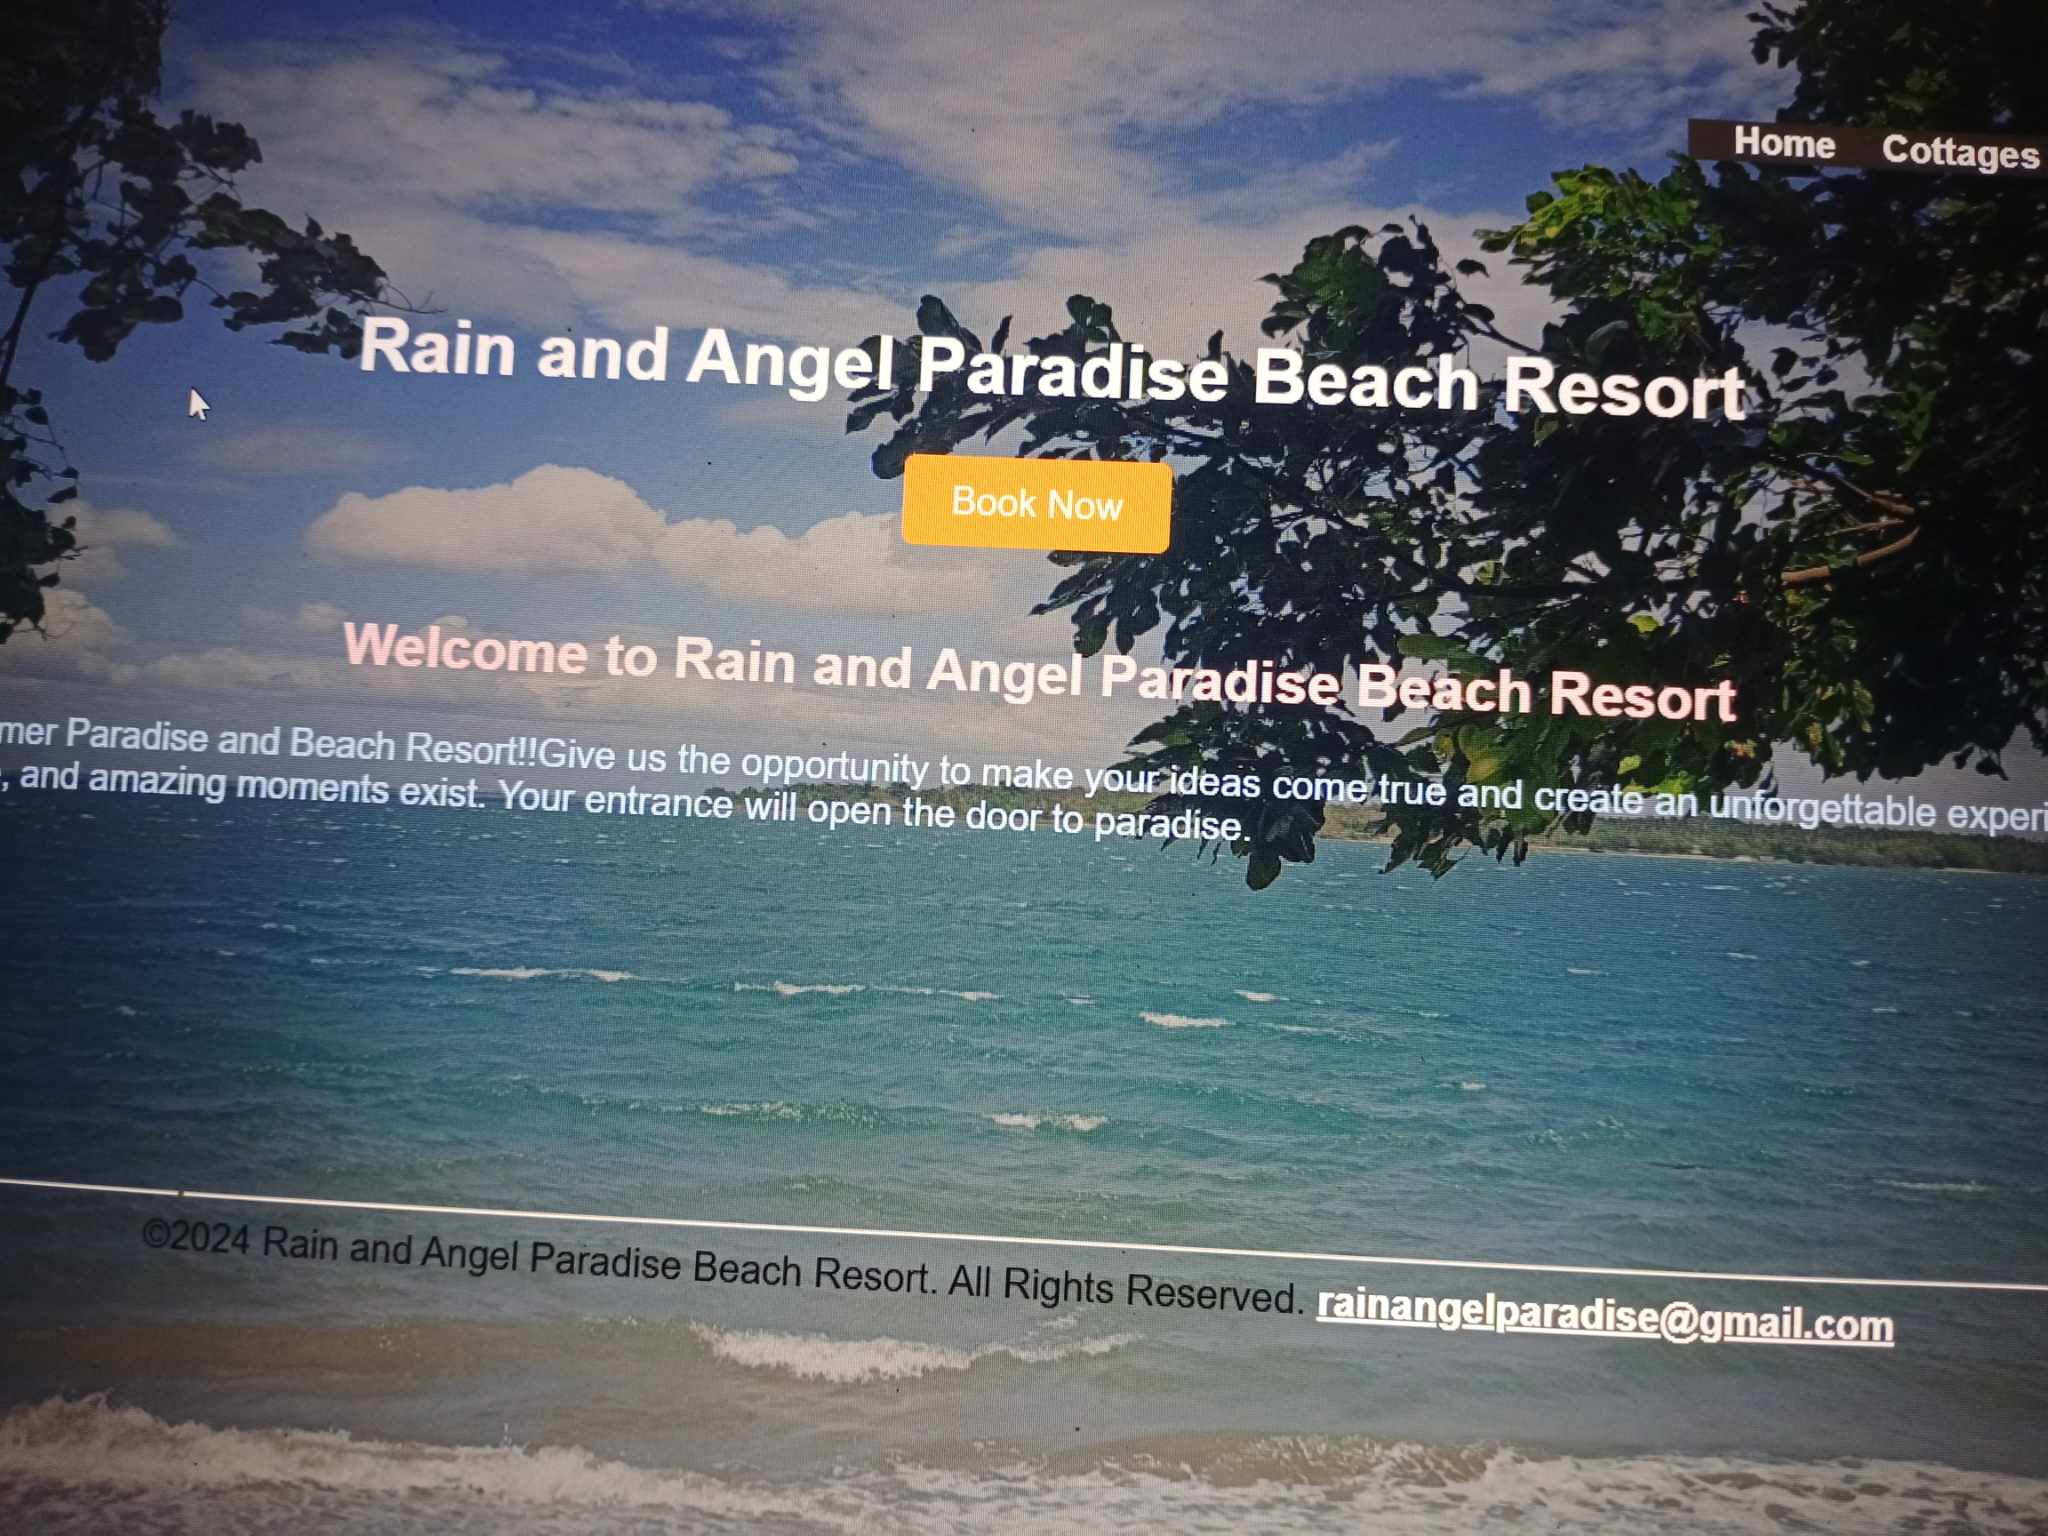 Home Cottages
Rain and Angel Paradise Beach Resort
Book Now
Welcome to Rain and Angel Paradise Beach Resort
Paradise and Beach Resort!!Give us the opportunity to make your ideas come true and create an unforgettable
, and amazing moments exist. Your entrance will open the door to paradise.
©2024 Rain and Angel Paradise Beach Resort. All Rights Reserved. rainangelparadise@gmail.com